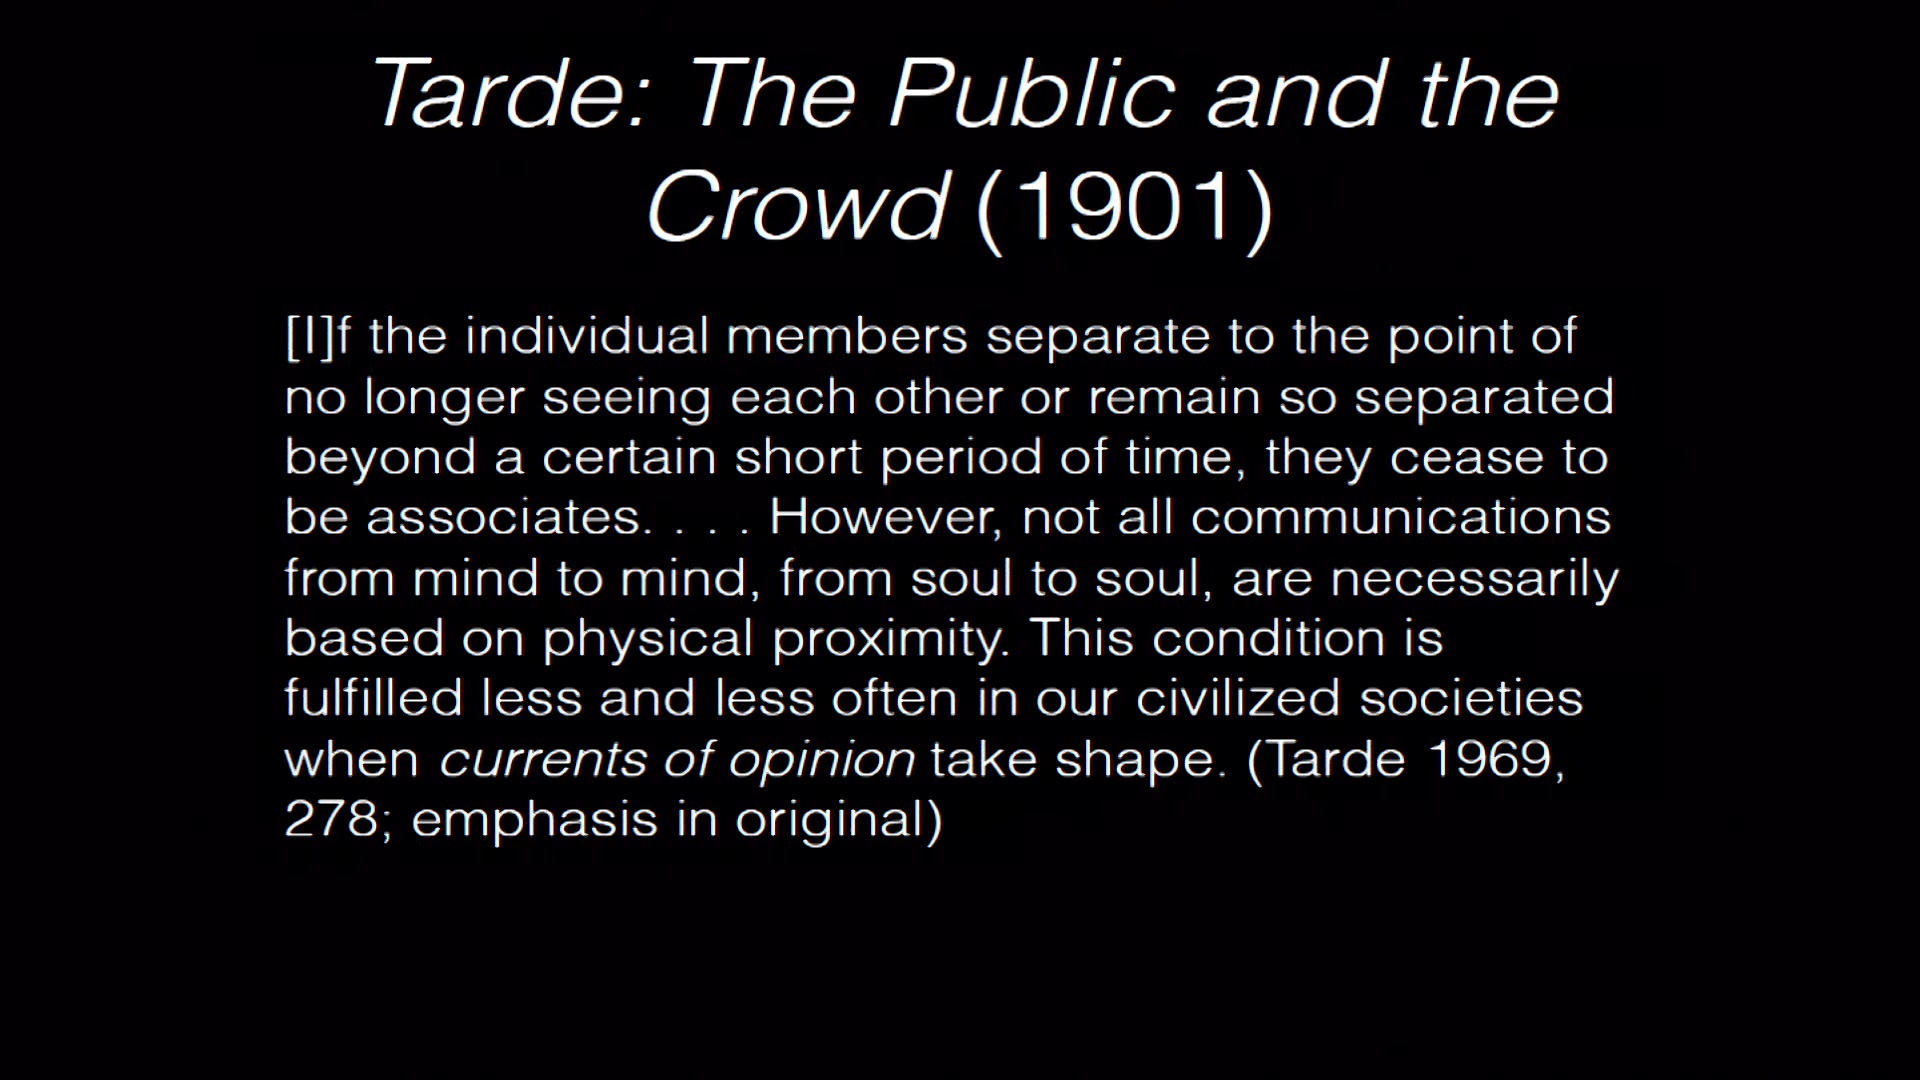 Tarde: The Public and the
Crowd (1901)
[I]f the individual members separate to the point of
no longer seeing each other or remain so separated
beyond a certain short period of time, they cease to
be associates. . . . However, not all communications
from mind to mind, from soul to soul, are necessarily
based on physical proximity. This condition is
fulfilled less and less often in our civilized societies
when currents of opinion take shape. (Tarde 1969,
278; emphasis in original)